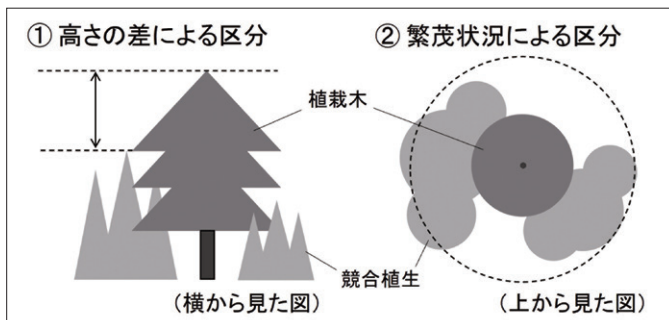 ① 高さの差による区分
② 繁茂状況による区分
植栽木
競合植生
(横から見た図)
(上から見た図)